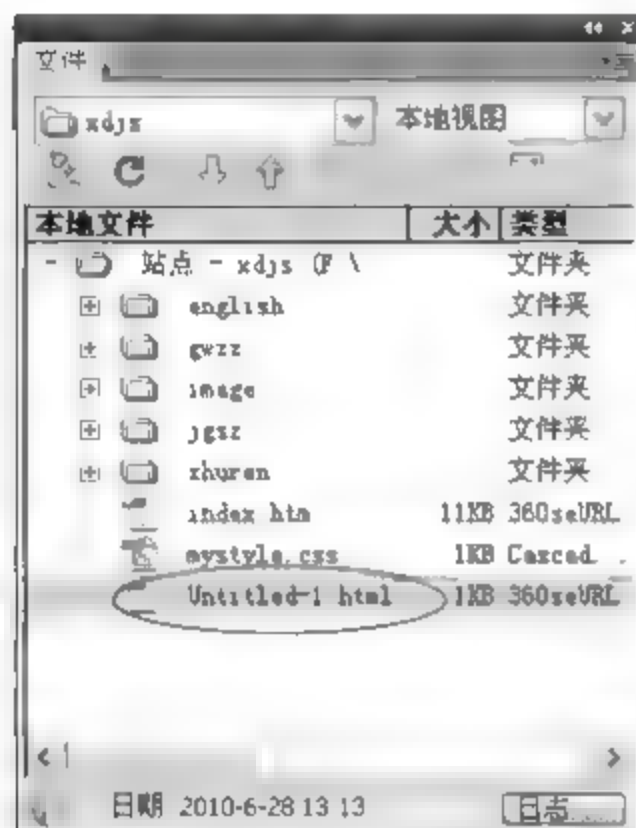 文件
xdjs 本地视图
本地文件 大小 类型
站点 - xdjs (F \ 文件夹
english 文件夹
gwzz 文件夹
image 文件夹
jgsz 文件夹
zhuren 文件夹
index htm 11KB 360seURL
mystyle.css 1KB Cascad
Untitled-1 html 1KB 360seURL
日期 2010-6-28 13 13 日志